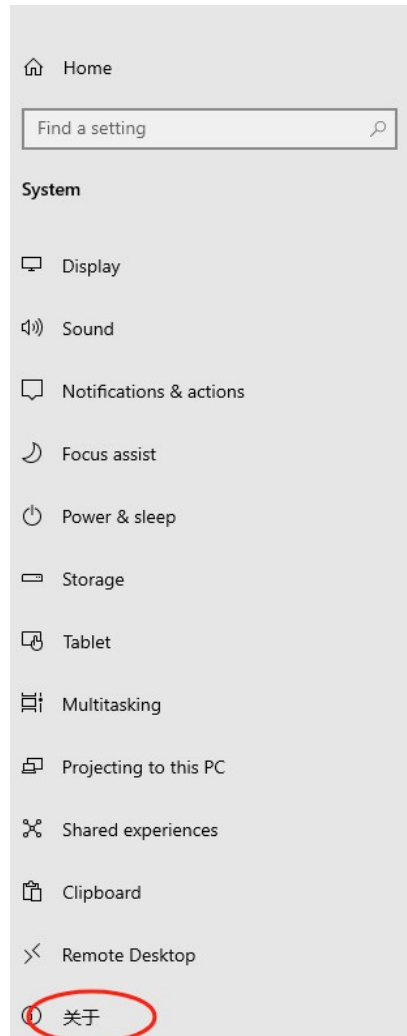 Home
Find a setting
System
Display
Sound
Notifications & actions
Focus assist
Power & sleep
Storage
Tablet
Multitasking
Projecting to this PC
Shared experiences
Clipboard
Remote Desktop
关于